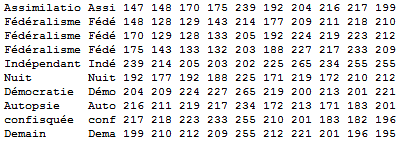 Assimilatio Assi 147 148 170 175 239 192 204 216 217 199
Fédéralisme Fédé 148 128 129 143 214 177 209 211 218 210
Fédéralisme Fédé 170 129 128 133 205 192 224 219 223 212
Fédéralisme Fédé 175 143 133 132 203 188 227 217 233 209
Indépendant Indé 239 214 205 203 202 225 265 234 255 255
Nuit Nuit 192 177 192 188 225 171 219 172 210 212
Démocratie Démo 204 209 224 227 265 219 200 213 201 221
Autopsie Auto 216 211 219 217 234 172 213 171 183 201
confisquée conf 217 218 223 233 255 210 201 183 182 196
Demain Dema 199 210 212 209 255 212 221 201 196 195